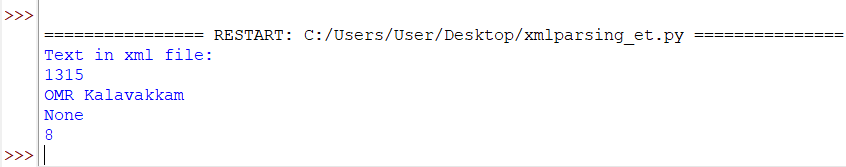 >>>
================ RESTART: C:/Users/User/Desktop/xmlparsing_et.py ===============
Text in xml file:
1315
OMR Kalavakkam
None
8
>>>